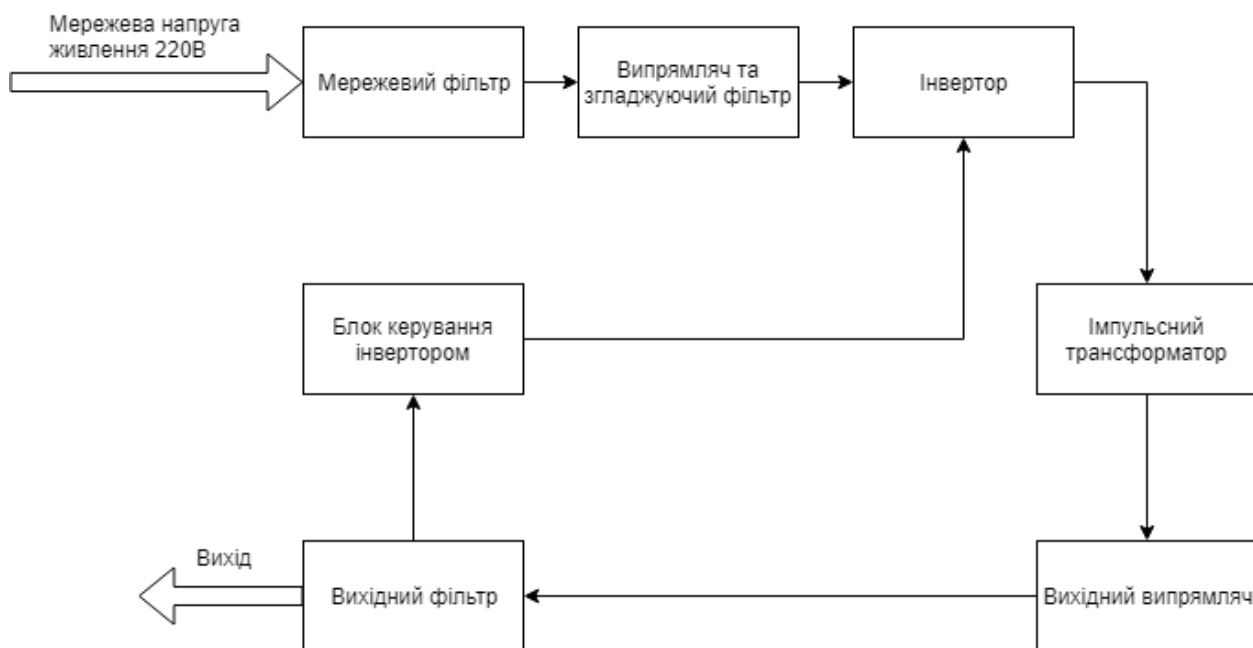 Мережева напруга
живлення 220В
Мережевий фільтр
Випрямляч та
згладжуючий фільтр
Інвертор
Блок керування
інвертором
Імпульсний
трансформатор
Вихід
Вихідний фільтр
Вихідний випрямляч